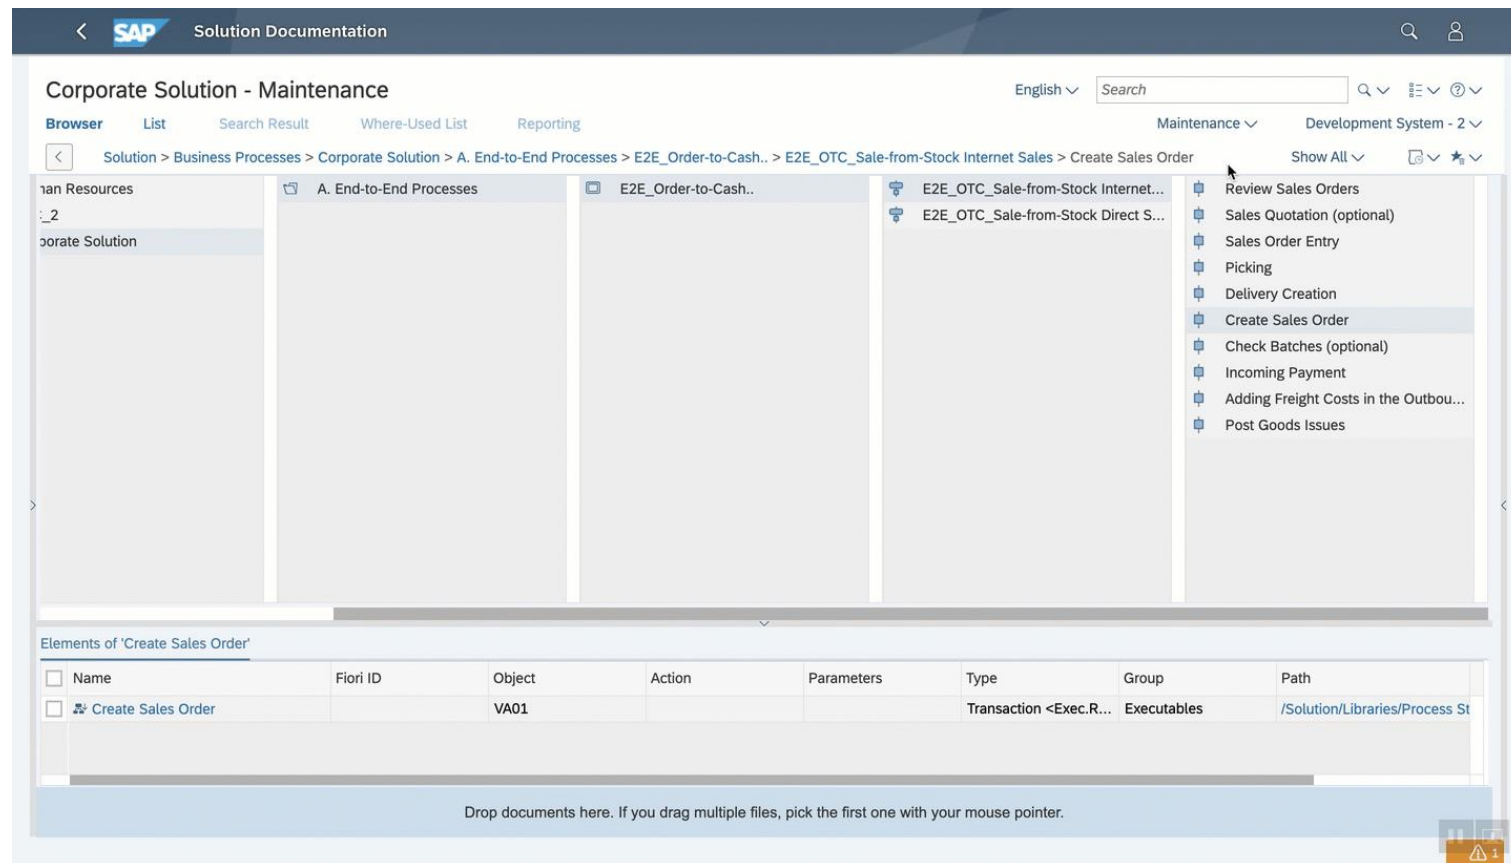 SAP Solution Documentation
Corporate Solution - Maintenance
English Search
Browser List Search Result Where-Used List Reporting Maintenance Development System - 2
Solution > Business Processes > Corporate Solution > A. End-to-End Processes > E2E_Order-to-Cash.. > E2E_OTC_Sale-from-Stock Internet Sales > Create Sales Order Show All
nan Resources
:_2
porate Solution
A. End-to-End Processes
E2E_Order-to-Cash..
E2E_OTC_Sale-from-Stock Internet...
E2E_OTC_Sale-from-Stock Direct S...
Review Sales Orders
Sales Quotation (optional)
Sales Order Entry
Picking
Delivery Creation
Create Sales Order
Check Batches (optional)
Incoming Payment
Adding Freight Costs in the Outbou...
Post Goods Issues
Elements of 'Create Sales Order'
Name Fiori ID Object Action Parameters Type Group Path
Create Sales Order VA01 Transaction <Exec.R... Executables /Solution/Libraries/Process St
Drop documents here. If you drag multiple files, pick the first one with your mouse pointer.
1